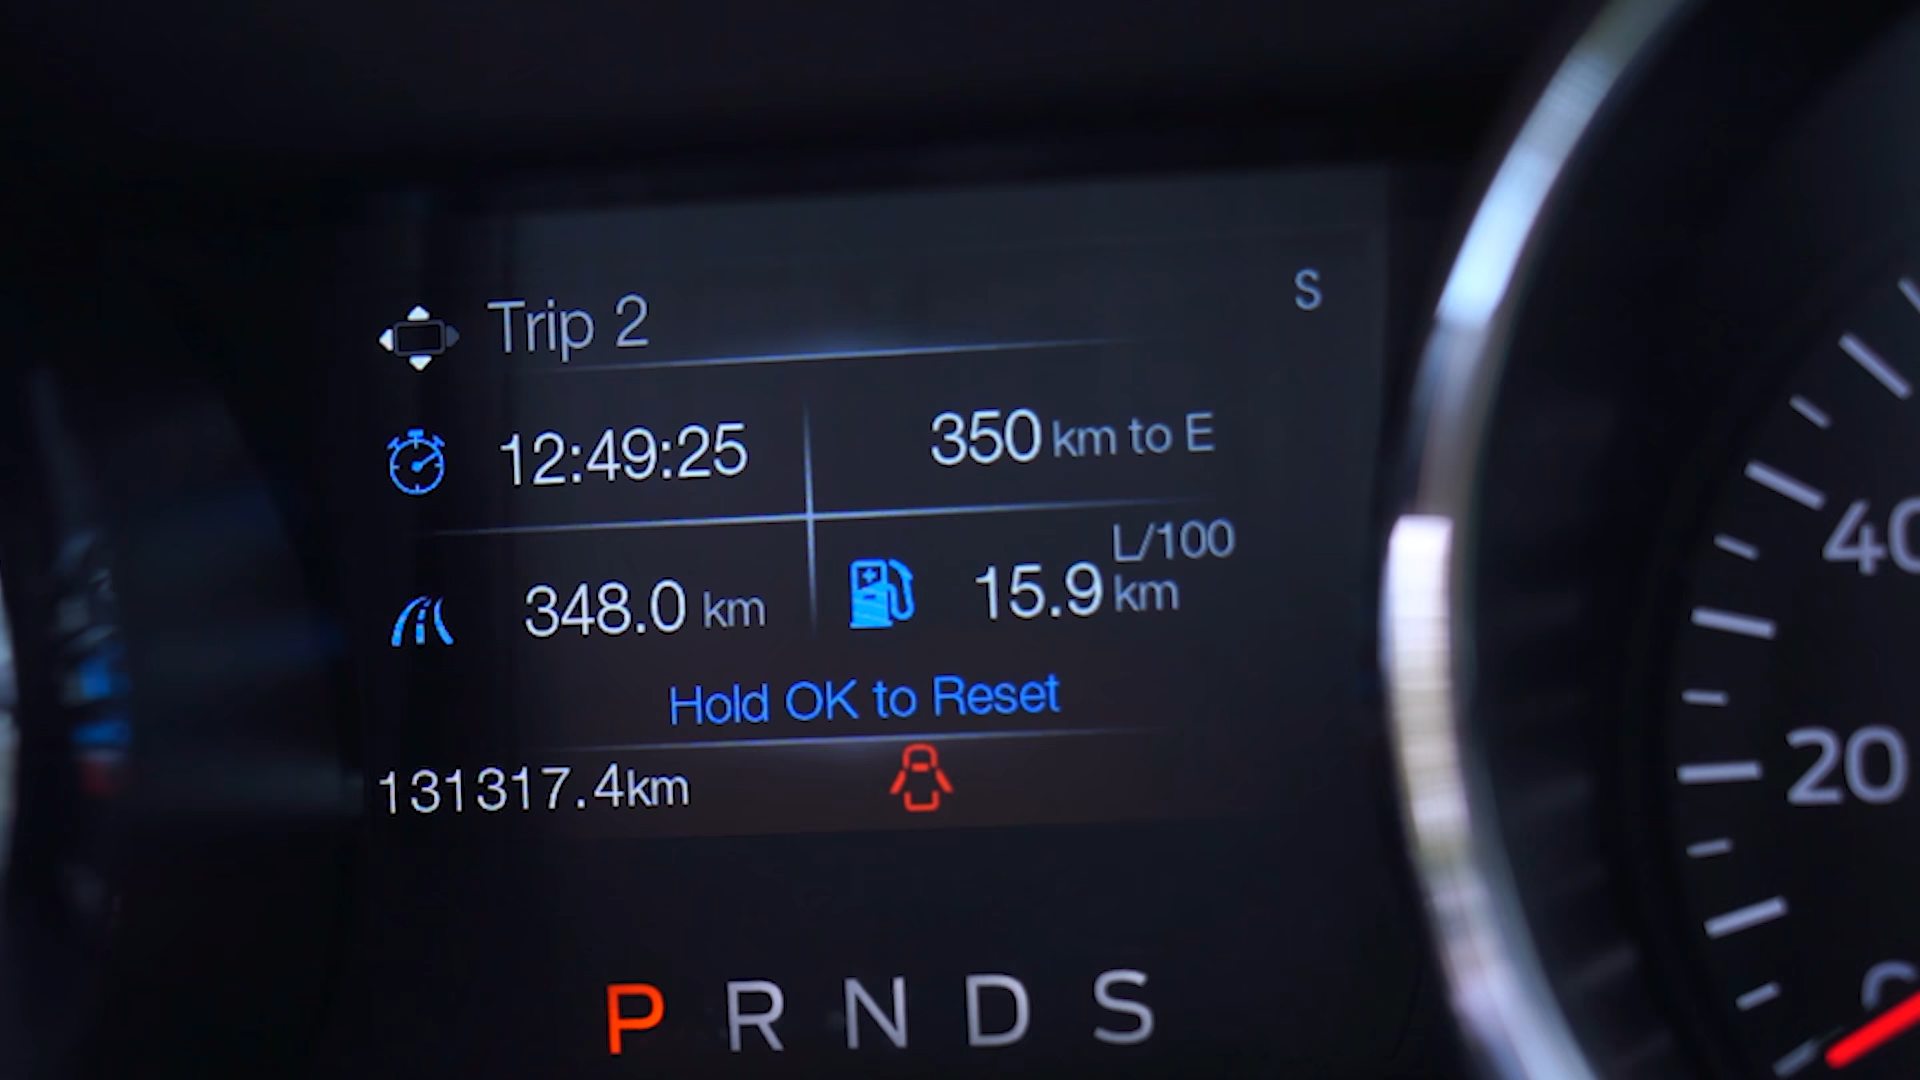 S
Trip 2
12:49:25
350 km to E
348.0 km
15.9 L/100 km
Hold OK to Reset
131317.4km
P R N D S
40
20
0